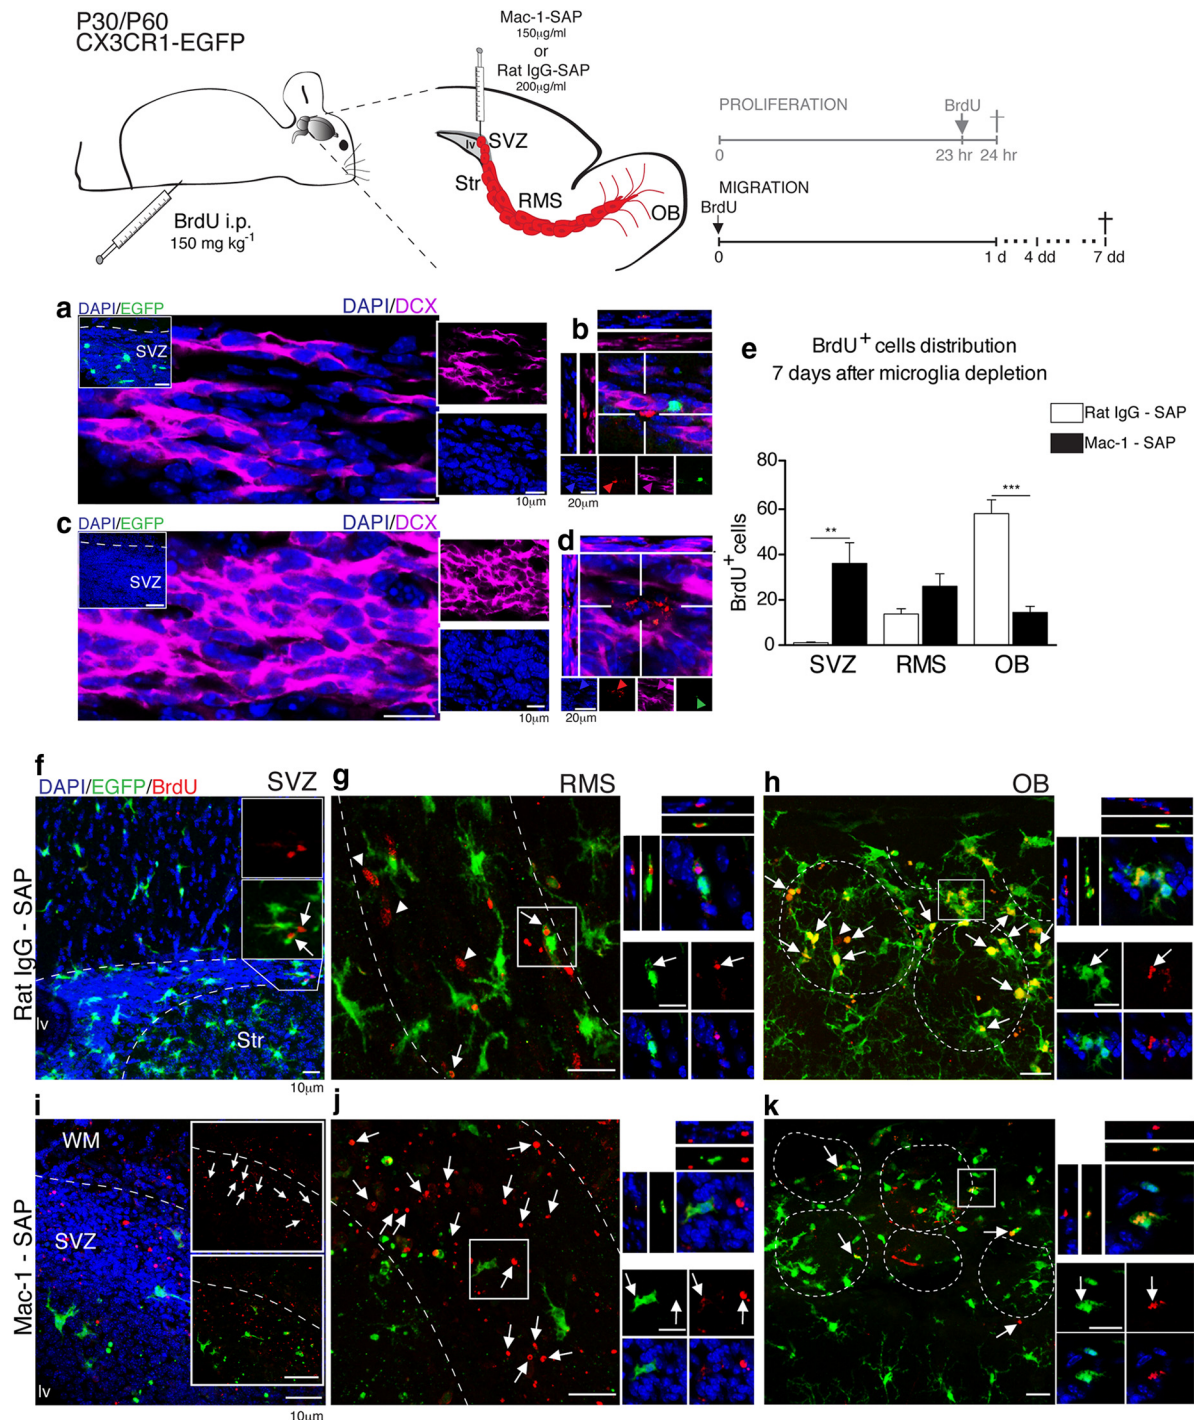 P30/P60
CX3CR1-EGFP
Mac-1-SAP
150µg/ml
or
Rat IgG-SAP
200µg/ml
lv
SVZ
Str
RMS
OB
BrdU i.p.
150 mg kg-1
PROLIFERATION
BrdU
0
23 hr
24 hr
MIGRATION
BrdU
0
1 d
4 dd
7 dd
a
DAPI/EGFP
DAPI/DCX
SVZ
10µm
b
20µm
c
DAPI/EGFP
DAPI/DCX
SVZ
10µm
d
20µm
e
BrdU+ cells distribution
7 days after microglia depletion
Rat IgG - SAP
Mac-1 - SAP
BrdU+cells
80
60
40
20
0
**
***
SVZ
RMS
OB
f
DAPI/EGFP/BrdU
SVZ
Rat IgG - SAP
lv
Str
10µm
g
RMS
h
OB
i
Mac-1 - SAP
WM
SVZ
lv
10µm
j
k